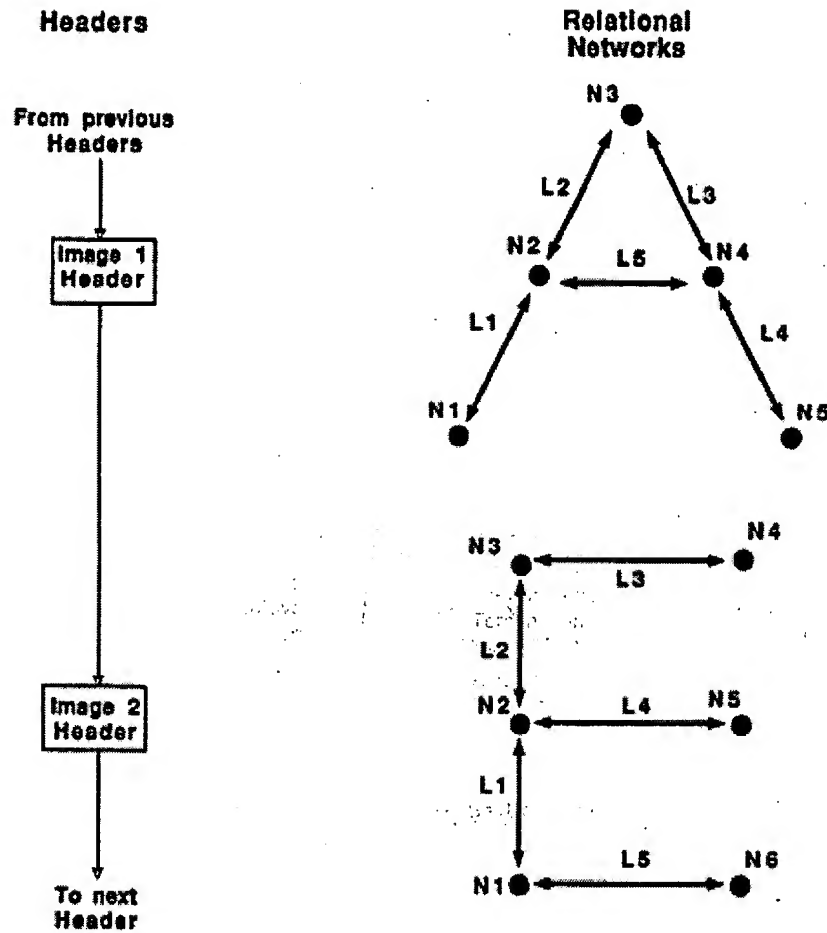 Headers
Relational
Networks
From previous
Headers
Image 1
Header
N3
L2
L3
N2
L5
N4
L1
L4
N1
N5
N3
N4
L3
L2
Image 2
Header
N2
L4
N5
L1
N1
L5
N6
To next
Header